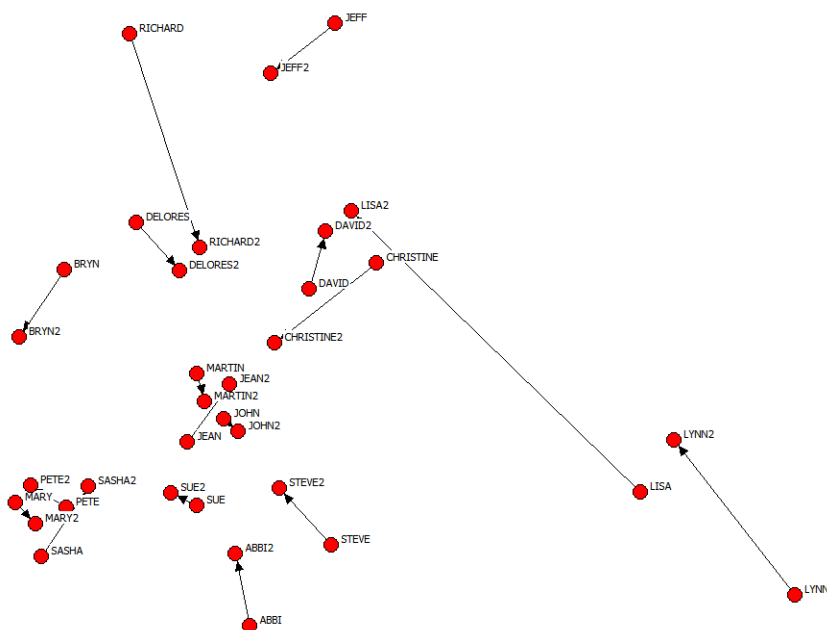 JEFF
RICHARD
JEFF2
LISA2
DELORES
DAVID2
RICHARD2
CHRISTINE
BRYN
DELORES2
DAVID
BRYN2
CHRISTINE2
MARTIN
JEAN2
MARTIN2
JOHN
JOHN2
JEAN
LYNN2
PETE2
SASHA2
SUE2
STEVE2
LISA
MARY
PETE
SUE
MARY2
STEVE
SASHA
ABBI2
LYNN
ABBI